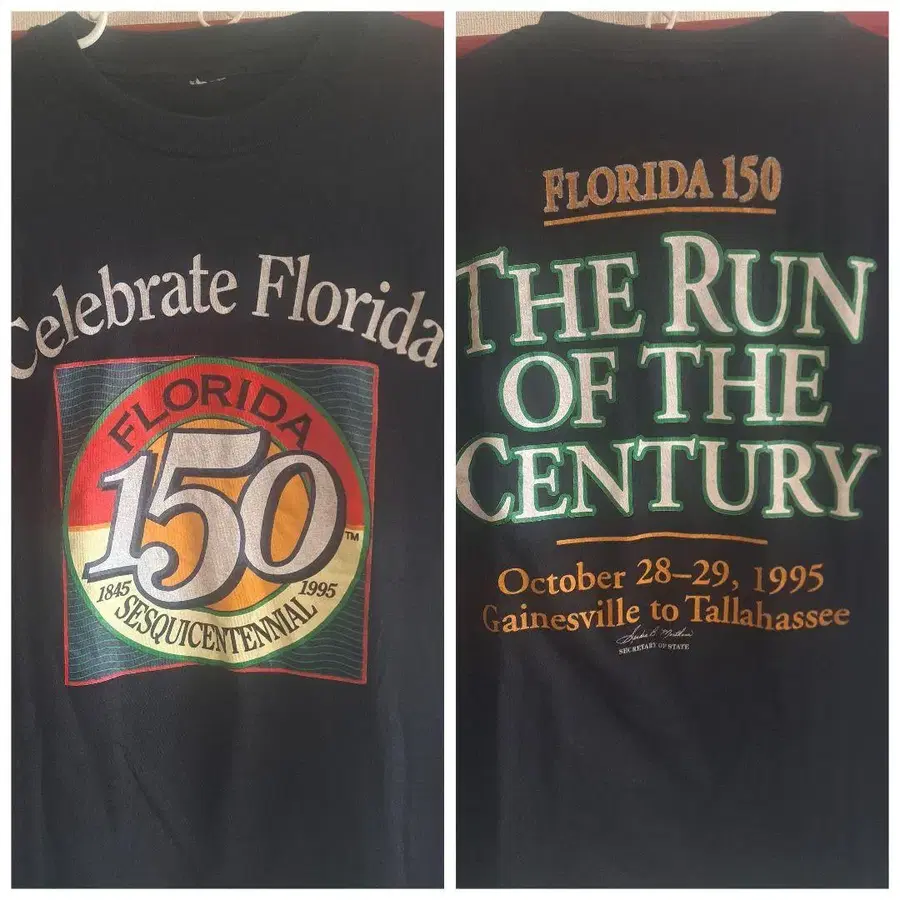 Celebrate Florida
FLORIDA
150
TM
1845
1995
SESQUICENTENNIAL
FLORIDA 150
THE RUN
OF THE
CENTURY
October 28–29, 1995
Gainesville to Tallahassee
SECRETARY OF STATE